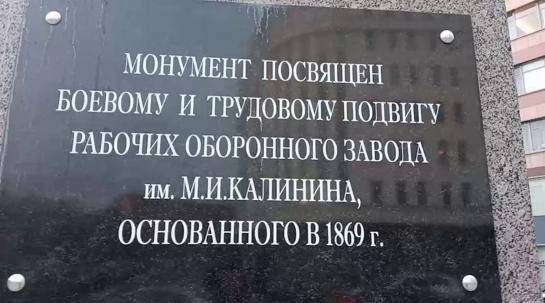 МОНУМЕНТ ПОСВЯЩЕН
БОЕВОМУ И ТРУДОВОМУ ПОДВИГУ
РАБОЧИХ ОБОРОННОГО ЗАВОДА
им. М.И.КАЛИНИНА,
ОСНОВАННОГО В 1869 г.